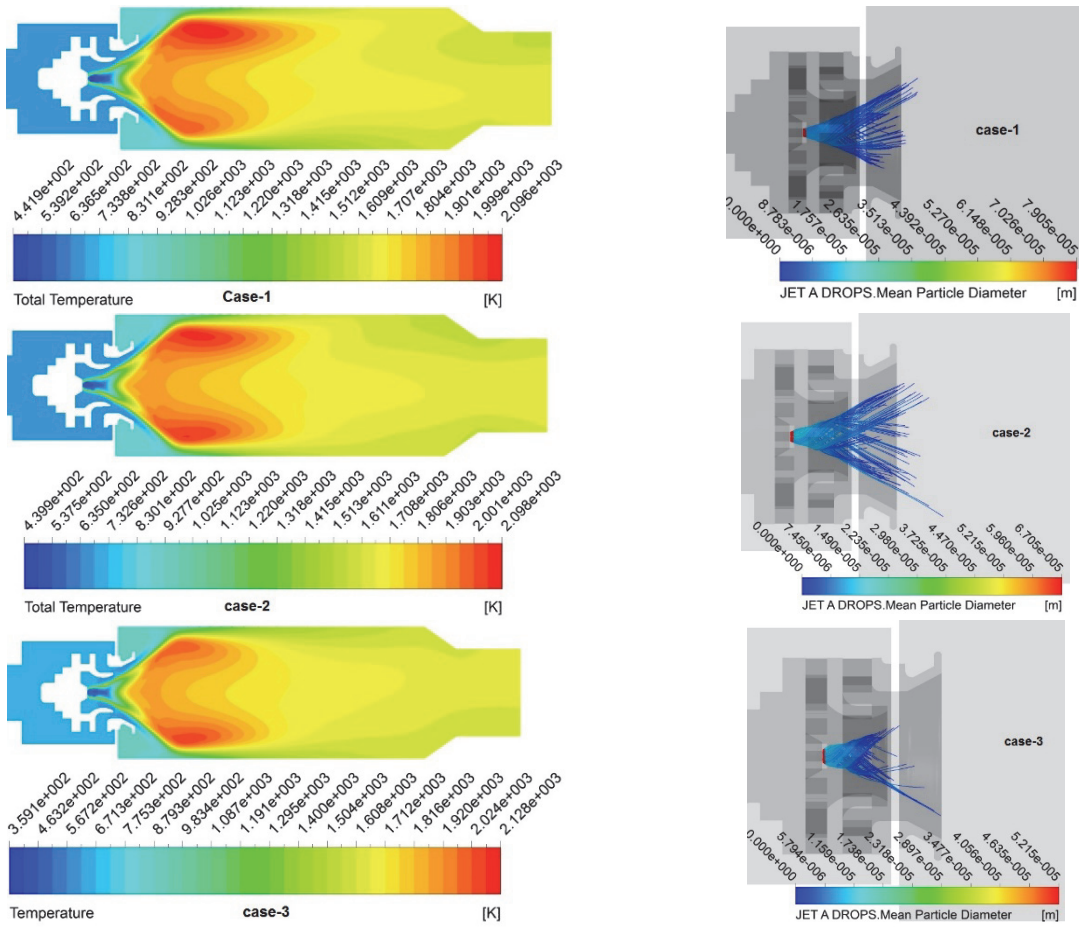 4.419e+002
5.392e+002
6.365e+002
7.338e+002
8.311e+002
9.283e+002
1.026e+003
1.123e+003
1.220e+003
1.318e+003
1.415e+003
1.512e+003
1.609e+003
1.707e+003
1.804e+003
1.901e+003
1.999e+003
2.096e+003
Total Temperature Case-1 [K]
case-1
0.000e+000
8.783e-006
1.757e-005
2.635e-005
3.513e-005
4.392e-005
5.270e-005
6.148e-005
7.026e-005
7.905e-005
JET A DROPS.Mean Particle Diameter [m]
4.399e+002
5.375e+002
6.350e+002
7.326e+002
8.301e+002
9.277e+002
1.025e+003
1.123e+003
1.220e+003
1.318e+003
1.415e+003
1.513e+003
1.611e+003
1.708e+003
1.806e+003
1.903e+003
2.001e+003
2.098e+003
Total Temperature case-2 [K]
case-2
0.000e+000
7.450e-006
1.490e-005
2.235e-005
2.980e-005
3.725e-005
4.470e-005
5.215e-005
5.960e-005
6.705e-005
JET A DROPS.Mean Particle Diameter [m]
3.591e+002
4.632e+002
5.672e+002
6.713e+002
7.753e+002
8.793e+002
9.834e+002
1.087e+003
1.191e+003
1.295e+003
1.400e+003
1.504e+003
1.608e+003
1.712e+003
1.816e+003
1.920e+003
2.024e+003
2.128e+003
Temperature case-3 [K]
case-3
0.000e+000
5.794e-006
1.159e-005
1.738e-005
2.318e-005
2.897e-005
3.477e-005
4.056e-005
4.635e-005
5.215e-005
JET A DROPS.Mean Particle Diameter [m]